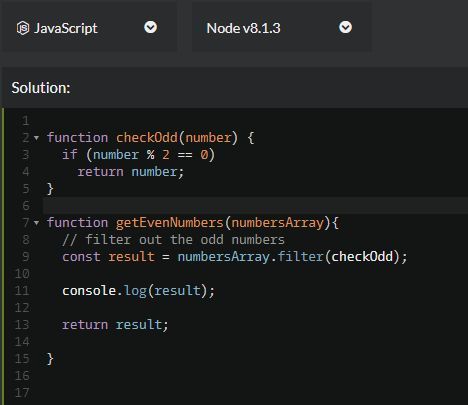 JS JavaScript
Node v8.1.3
Solution:
1
2 function checkOdd(number) {
3   if (number % 2 == 0)
4     return number;
5 }
6
7 function getEvenNumbers(numbersArray){
8   // filter out the odd numbers
9   const result = numbersArray.filter(checkOdd);
10
11   console.log(result);
12
13   return result;
14
15 }
16
17